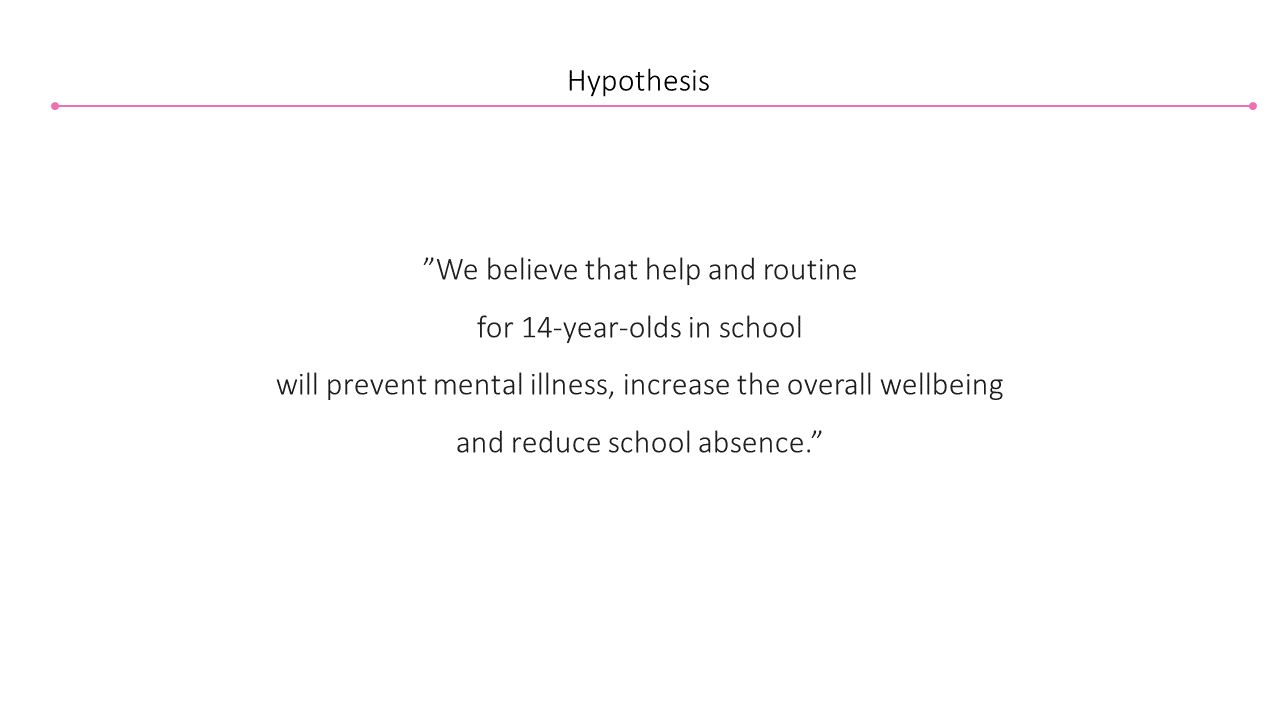 Hypothesis
”We believe that help and routine
for 14-year-olds in school
will prevent mental illness, increase the overall wellbeing
and reduce school absence.”